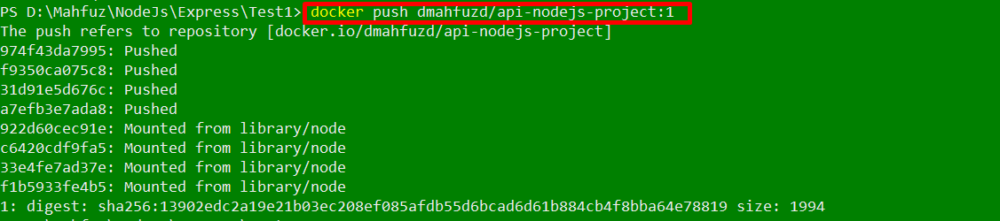 PS D:\Mahfuz\NodeJs\Express\Test1> docker push dmahfuzd/api-nodejs-project:1
The push refers to repository [docker.io/dmahfuzd/api-nodejs-project]
974f43da7995: Pushed
f9350ca075c8: Pushed
31d91e5d676c: Pushed
a7efb3e7ada8: Pushed
922d60cec91e: Mounted from library/node
c6420cdf9fa5: Mounted from library/node
33e4fe7ad37e: Mounted from library/node
f1b5933fe4b5: Mounted from library/node
1: digest: sha256:13902edc2a19e21b03ec208ef085afdb55d6bcad6d61b884cb4f8bba64e78819 size: 1994